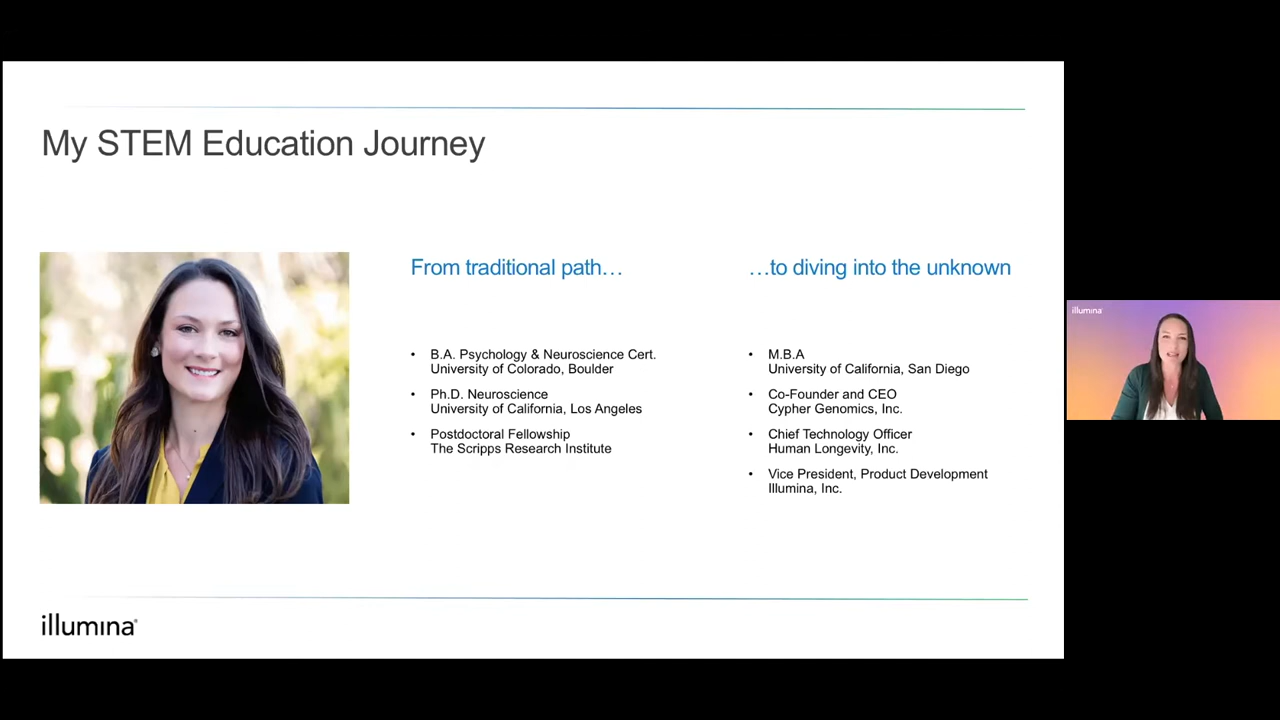 My STEM Education Journey
From traditional path…
• B.A. Psychology & Neuroscience Cert.
University of Colorado, Boulder
• Ph.D. Neuroscience
University of California, Los Angeles
• Postdoctoral Fellowship
The Scripps Research Institute
…to diving into the unknown
• M.B.A
University of California, San Diego
• Co-Founder and CEO
Cypher Genomics, Inc.
• Chief Technology Officer
Human Longevity, Inc.
• Vice President, Product Development
Illumina, Inc.
illumina®
illumina